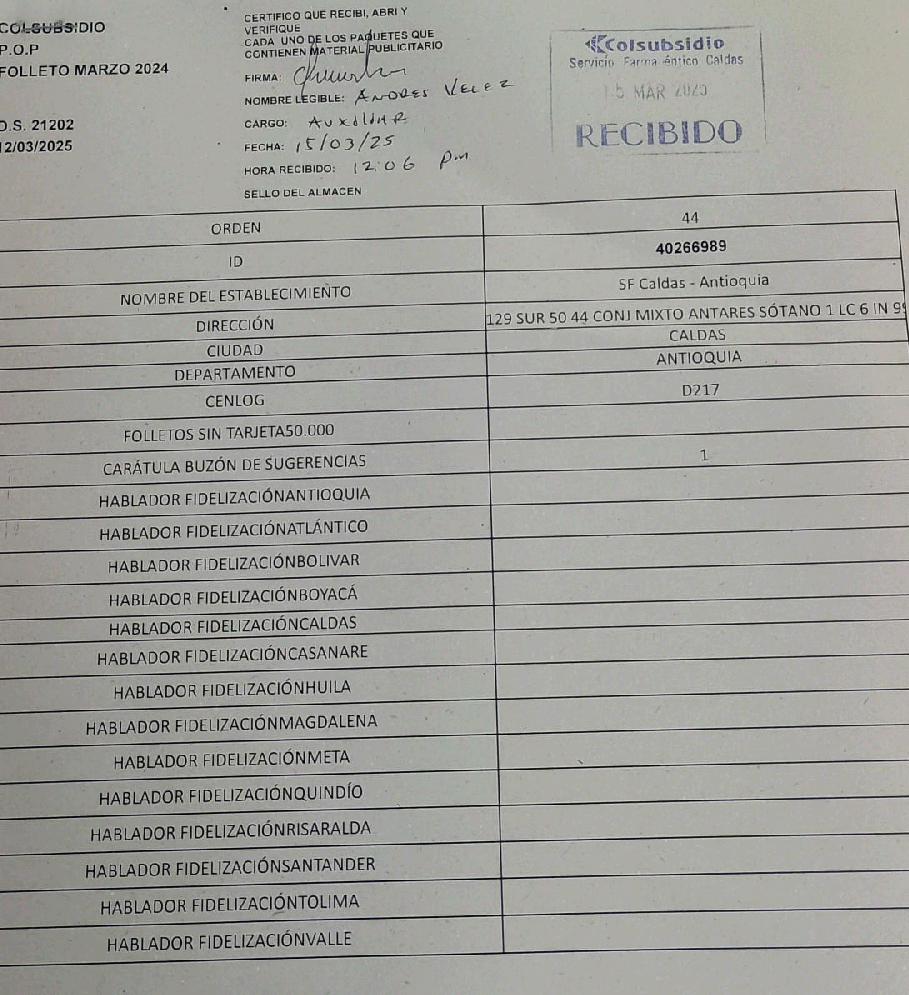 COLSUBSIDIO
P.O.P
FOLLETO MARZO 2024
O.S. 21202
12/03/2025
CERTIFICO QUE RECIBI, ABRI Y
VERIFIQUE
CADA UNO DE LOS PAQUETES QUE
CONTIENEN MATERIAL PUBLICITARIO
FIRMA:
NOMBRE LEGIBLE: ANDRES VELEZ
CARGO: AUXILIAR
FECHA: 15/03/25
HORA RECIBIDO: 12:06 pm
SELLO DEL ALMACEN
Colsubsidio
Servicio Farmacéutico Caldas
15 MAR 2025
RECIBIDO
ORDEN 44
ID 40266989
NOMBRE DEL ESTABLECIMIENTO SF Caldas - Antioquia
DIRECCIÓN 129 SUR 50 44 CONJ MIXTO ANTARES SÓTANO 1 LC 6 IN 99
CIUDAD CALDAS
DEPARTAMENTO ANTIOQUIA
CENLOG D217
FOLLETOS SIN TARJETA50.000
CARÁTULA BUZÓN DE SUGERENCIAS 1
HABLADOR FIDELIZACIÓNANTIOQUIA
HABLADOR FIDELIZACIÓNATLÁNTICO
HABLADOR FIDELIZACIÓNBOLIVAR
HABLADOR FIDELIZACIÓNBOYACÁ
HABLADOR FIDELIZACIÓNCALDAS
HABLADOR FIDELIZACIÓNCASANARE
HABLADOR FIDELIZACIÓNHUILA
HABLADOR FIDELIZACIÓNMAGDALENA
HABLADOR FIDELIZACIÓNMETA
HABLADOR FIDELIZACIÓNQUINDÍO
HABLADOR FIDELIZACIÓNRISARALDA
HABLADOR FIDELIZACIÓNSANTANDER
HABLADOR FIDELIZACIÓNTOLIMA
HABLADOR FIDELIZACIÓNVALLE